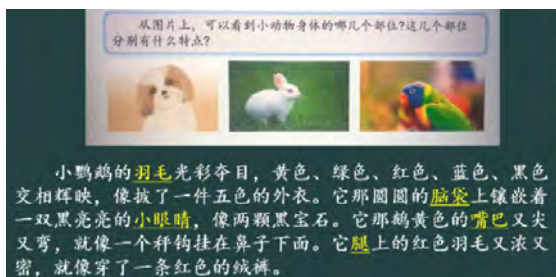 从图片上，可以看到小动物身体的哪几个部位?这几个部位
分别有什么特点?
小鹦鹉的羽毛光彩夺目，黄色、绿色、红色、蓝色、黑色
交相辉映，像披了一件五色的外衣。它那圆圆的脑袋上镶嵌着
一双黑亮亮的小眼睛，像两颗黑宝石。它那鹅黄色的嘴巴又尖
又弯，就像一个秤钩挂在鼻子下面。它腿上的红色羽毛又浓又
密，就像穿了一条红色的绒裤。